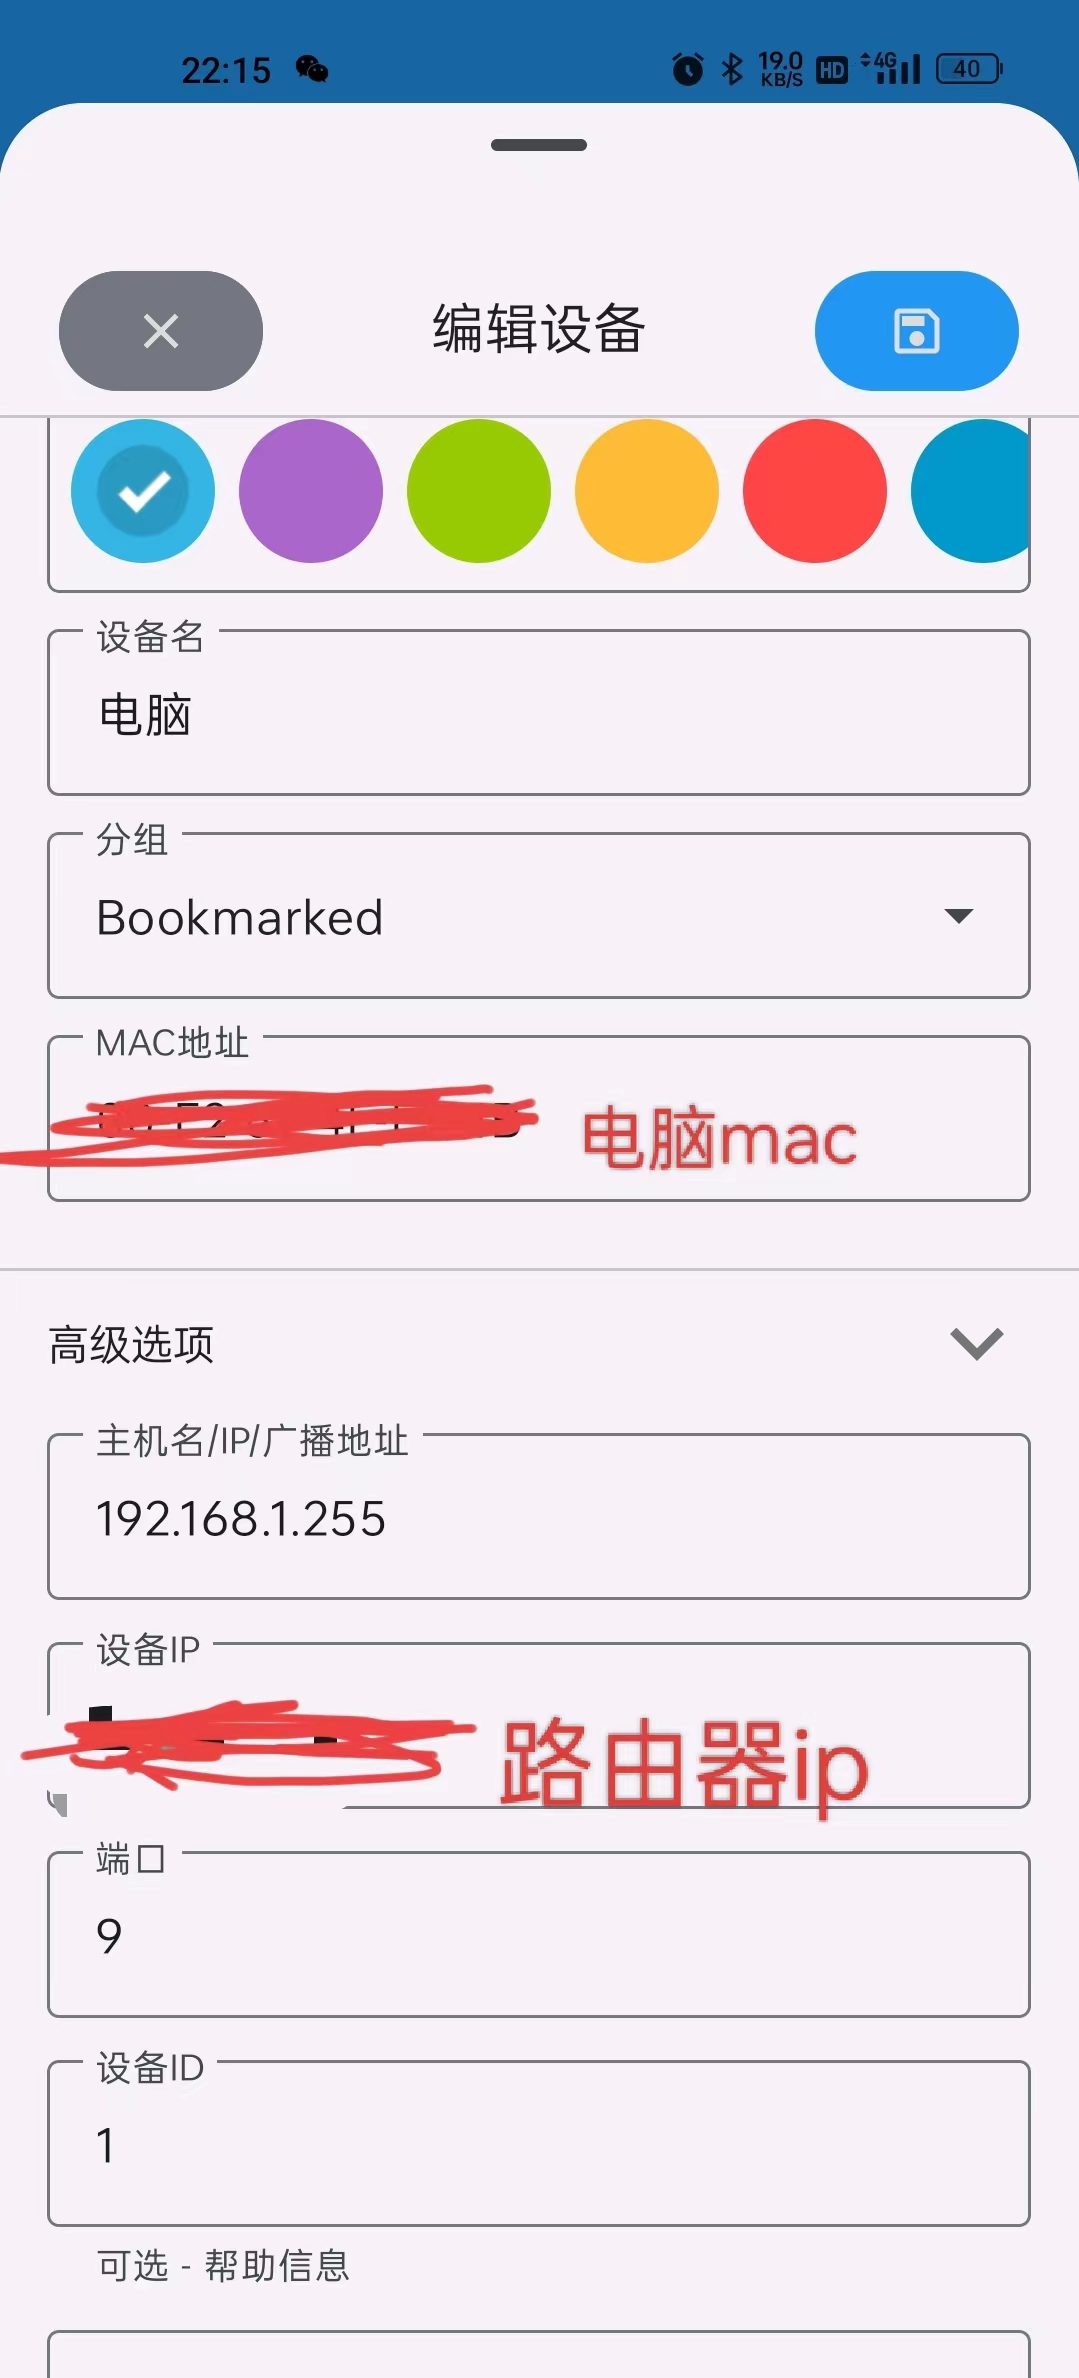 22:15
19.0
KB/S
HD
4G
40
编辑设备
设备名
电脑
分组
Bookmarked
MAC地址
电脑mac
高级选项
主机名/IP/广播地址
192.168.1.255
设备IP
路由器ip
端口
9
设备ID
1
可选 - 帮助信息